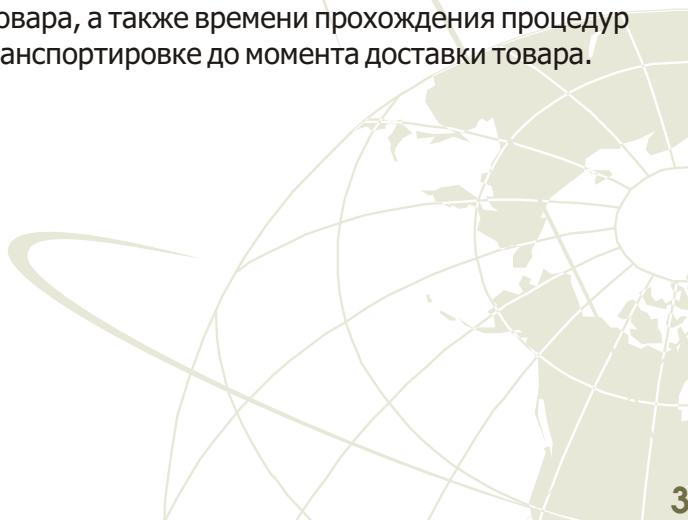 овара, а также времени прохождения процедур
анспортировке до момента доставки товара.
3